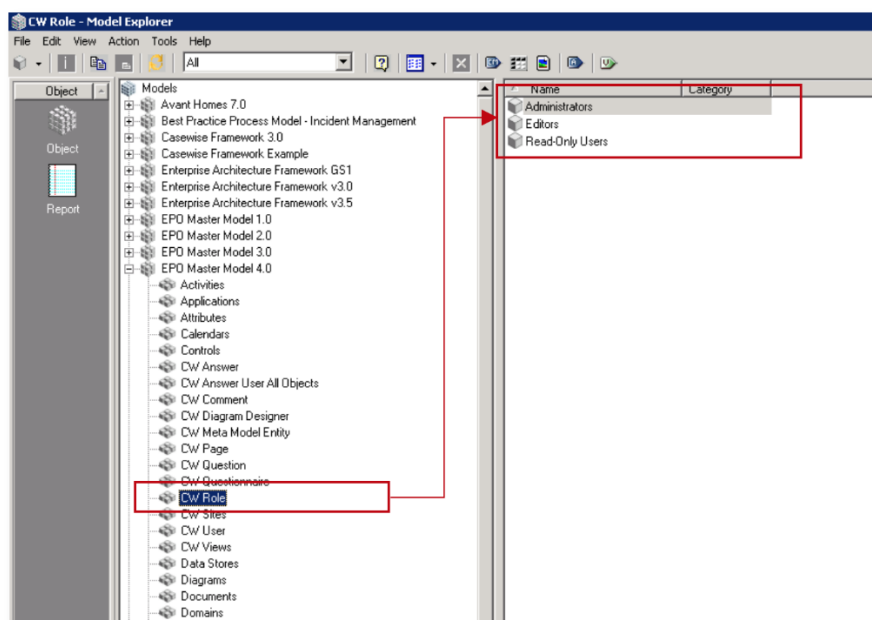 CW Role - Model Explorer
File Edit View Action Tools Help
All
Object
Object
Report
Models
Avant Homes 7.0
Best Practice Process Model - Incident Management
Casewise Framework 3.0
Casewise Framework Example
Enterprise Architecture Framework GS1
Enterprise Architecture Framework v3.0
Enterprise Architecture Framework v3.5
EPO Master Model 1.0
EPO Master Model 2.0
EPO Master Model 3.0
EPO Master Model 4.0
Activities
Applications
Attributes
Calendars
Controls
CW Answer
CW Answer User All Objects
CW Comment
CW Diagram Designer
CW Meta Model Entity
CW Page
CW Question
CW Questionnaire
CW Role
CW Sites
CW User
CW Views
Data Stores
Diagrams
Documents
Domains
Name Category
Administrators
Editors
Read-Only Users